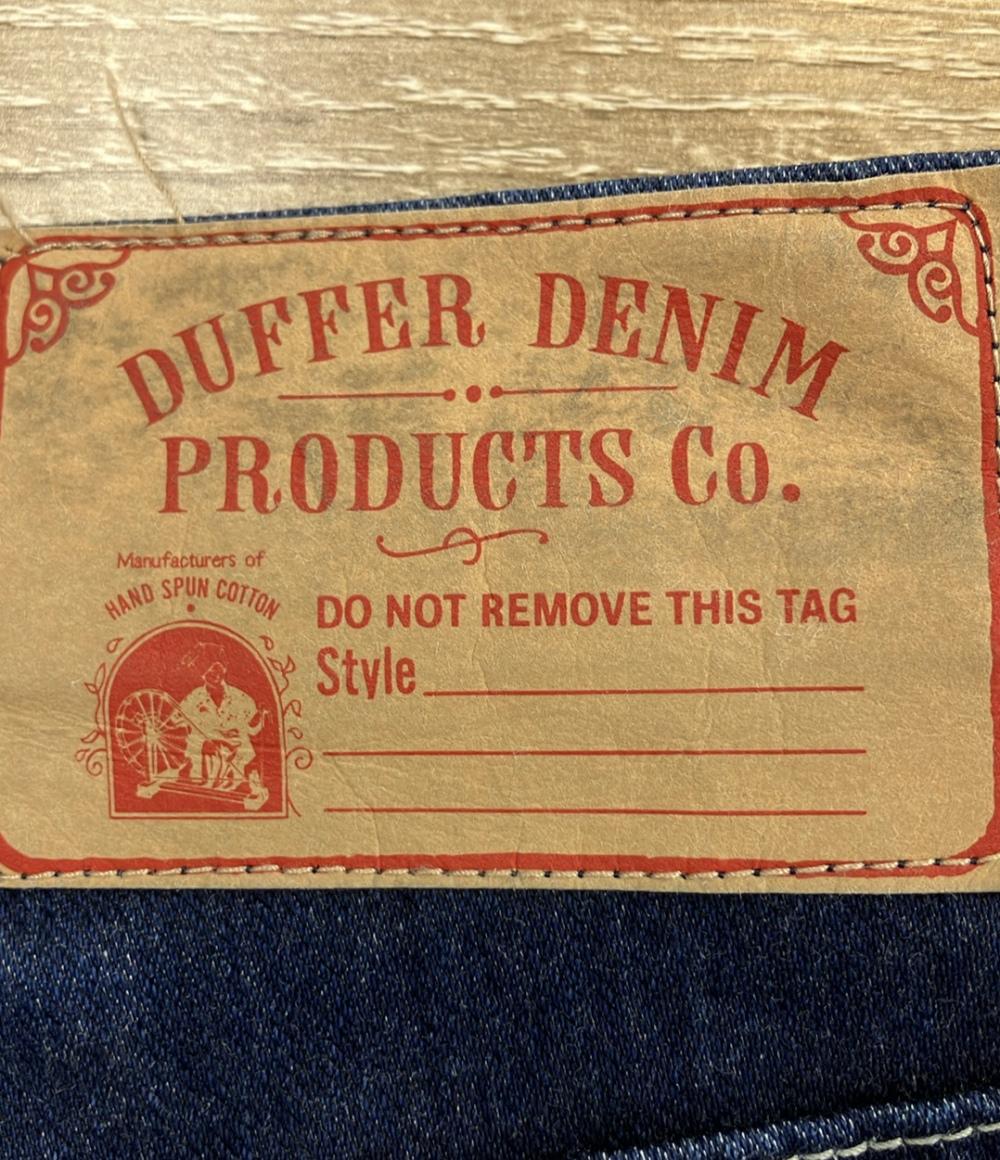 DUFFER DENIM
PRODUCTS Co.
Manufacturers of
HAND SPUN COTTON
DO NOT REMOVE THIS TAG
Style